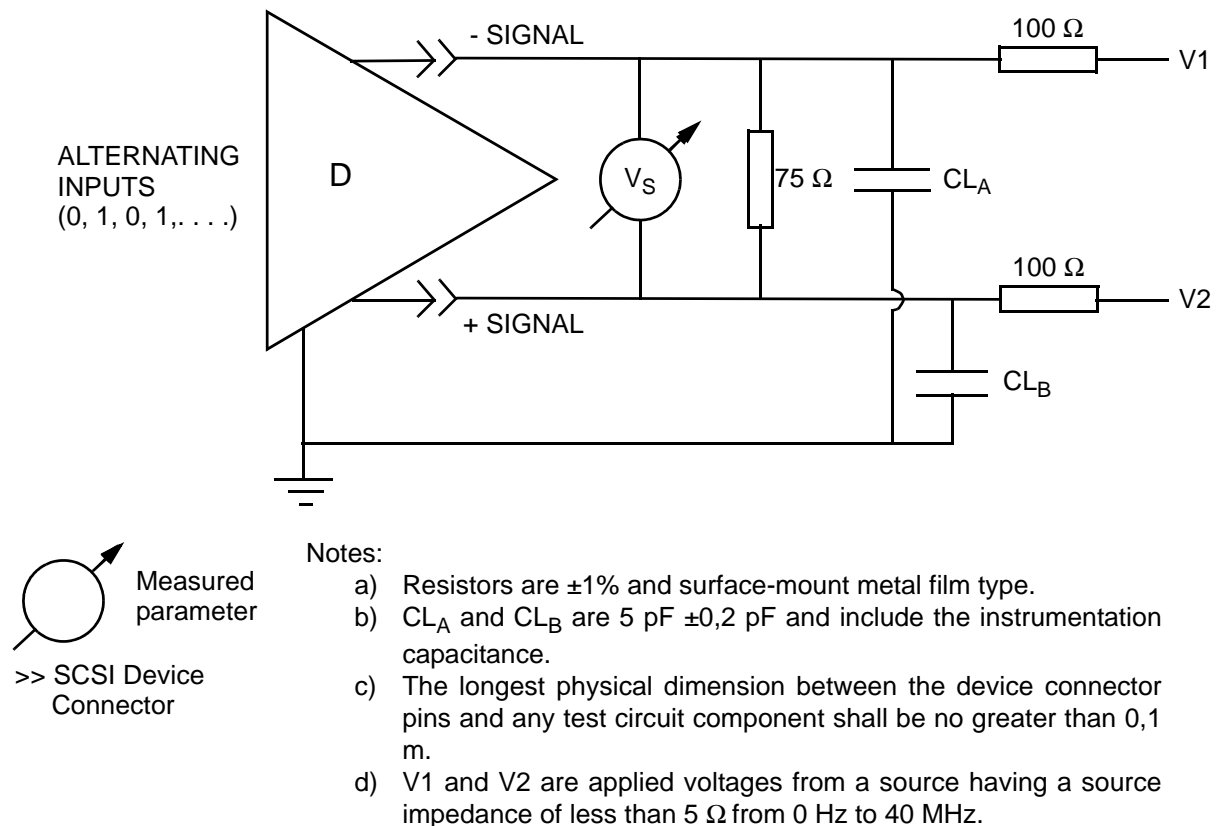 - SIGNAL
100 Ω
V1
ALTERNATING
INPUTS
(0, 1, 0, 1,. . . .)
D
VS
75 Ω
CLA
100 Ω
V2
+ SIGNAL
CLB
Measured
parameter
>> SCSI Device
Connector
Notes:
a) Resistors are ±1% and surface-mount metal film type.
b) CLA and CLB are 5 pF ±0,2 pF and include the instrumentation
capacitance.
c) The longest physical dimension between the device connector
pins and any test circuit component shall be no greater than 0,1
m.
d) V1 and V2 are applied voltages from a source having a source
impedance of less than 5 Ω from 0 Hz to 40 MHz.